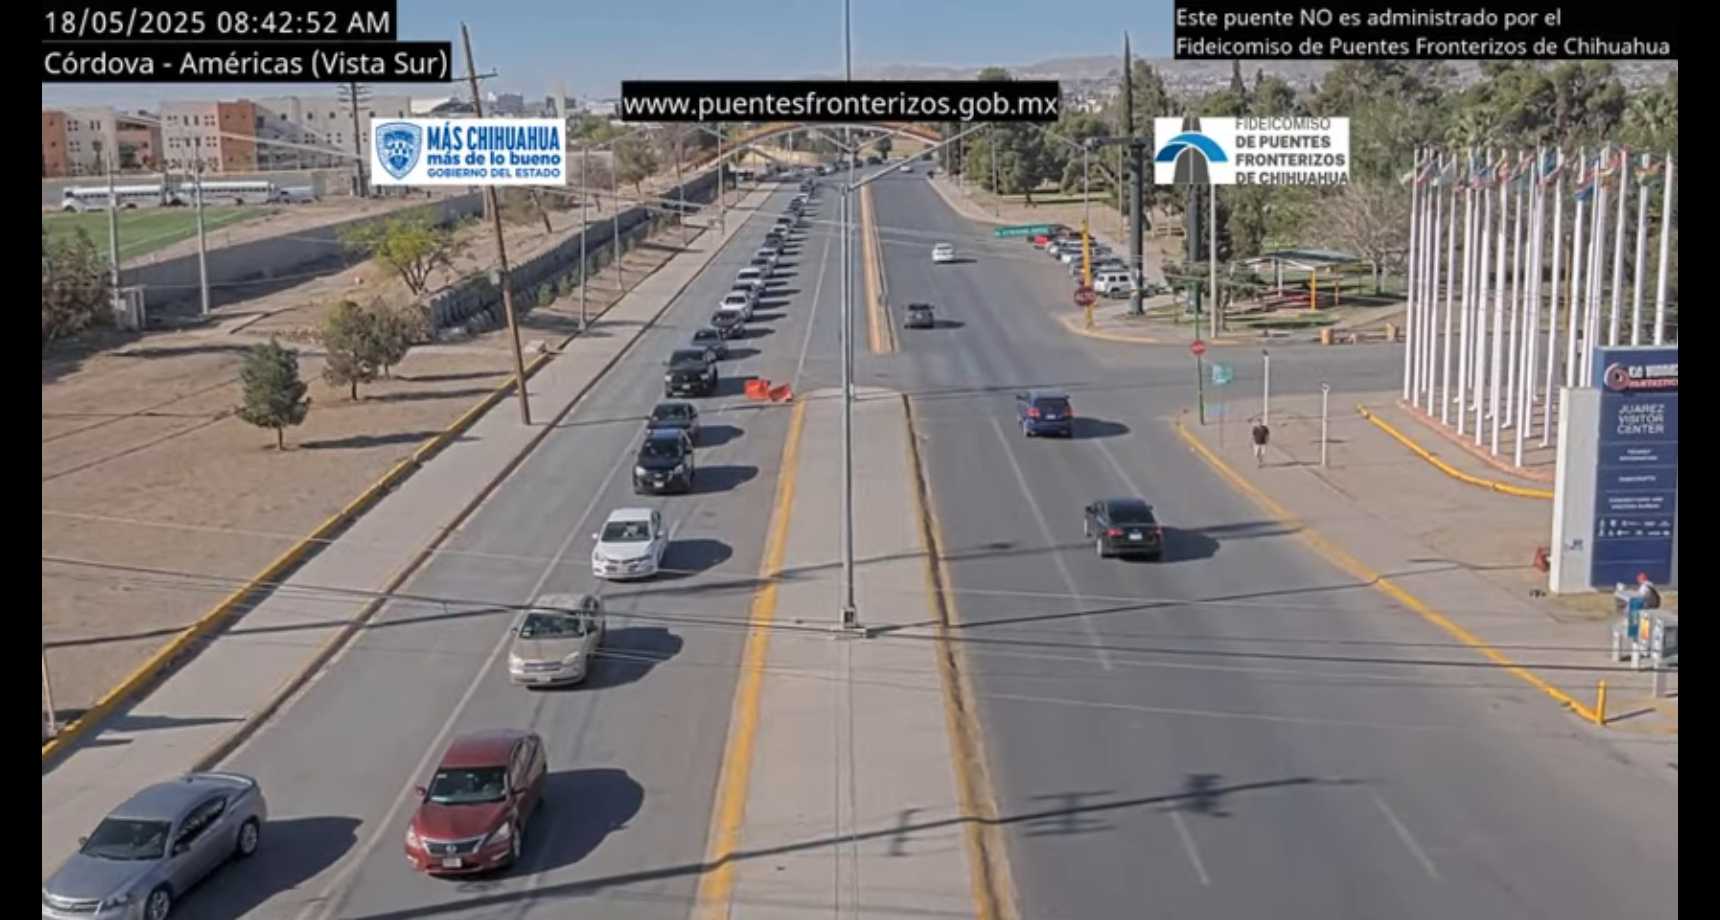 18/05/2025 08:42:52 AM
Córdova - Américas (Vista Sur)
Este puente NO es administrado por el
Fideicomiso de Puentes Fronterizos de Chihuahua
www.puentesfronterizos.gob.mx
MÁS CHIHUAHUA
más de lo bueno
GOBIERNO DEL ESTADO
FIDEICOMISO
DE PUENTES
FRONTERIZOS
DE CHIHUAHUA
ALTO
JUAREZ
VISITOR
CENTER